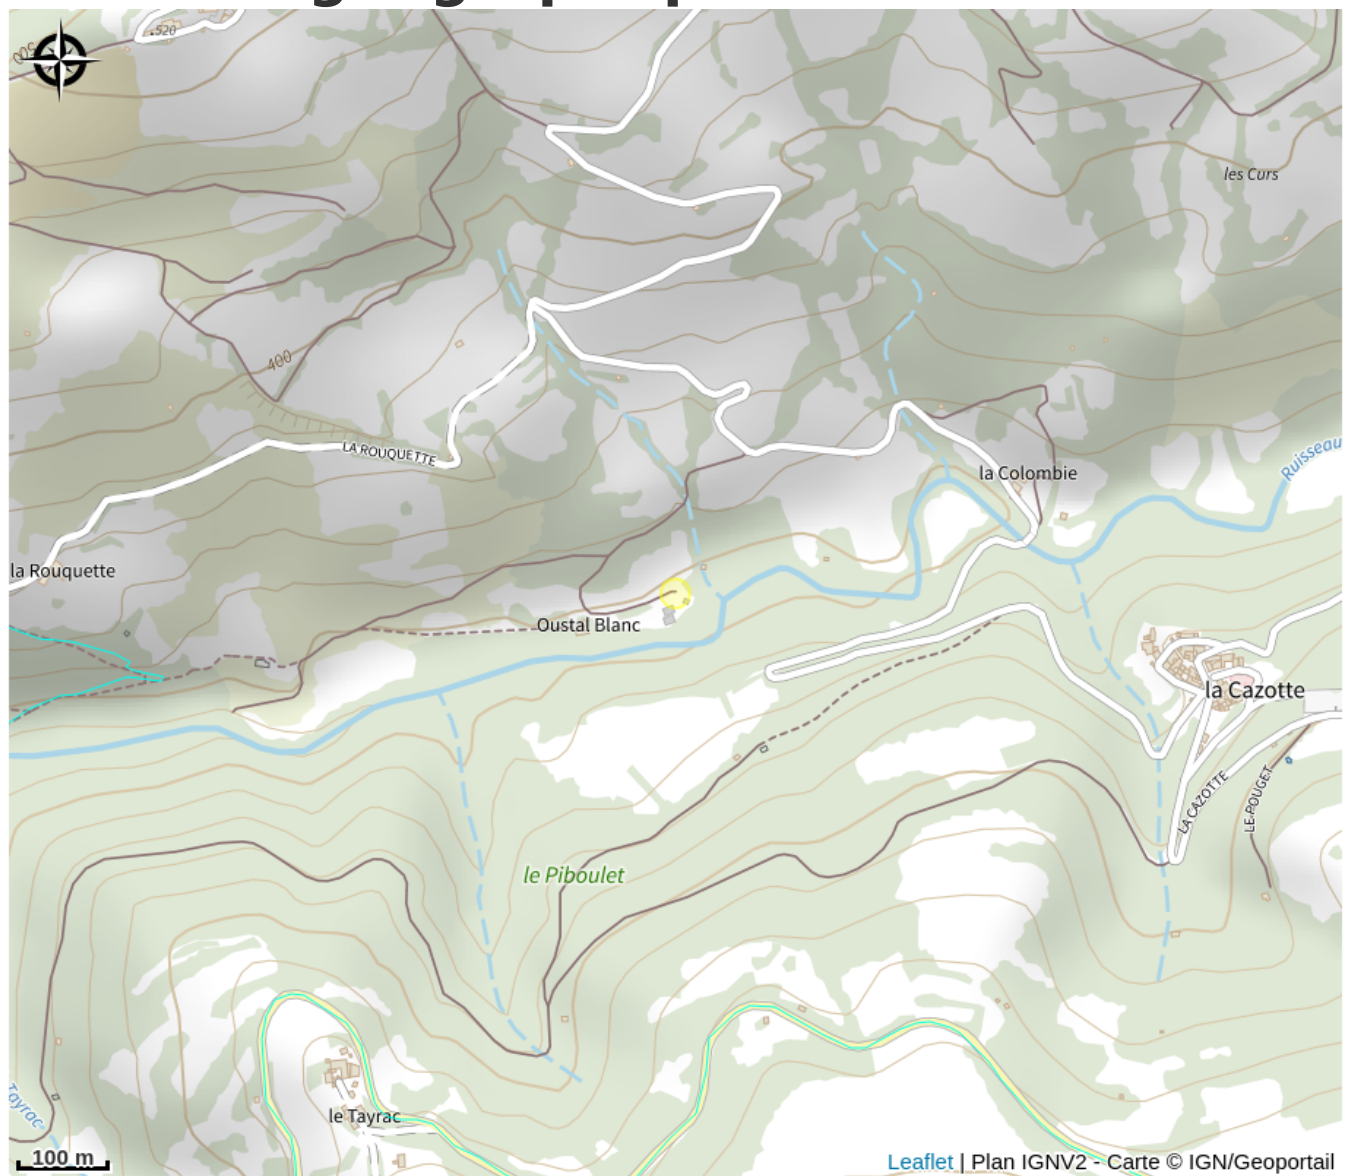 .520
500
les Curs
400
LA ROUQUETTE
la Colombie
Ruisseau
la Rouquette
Oustal Blanc
la Cazotte
LA CAZOTTE
LE POUGET
le Piboulet
Tayrac
le Tayrac
100 m
Leaflet | Plan IGNV2 - Carte © IGN/Geoportail